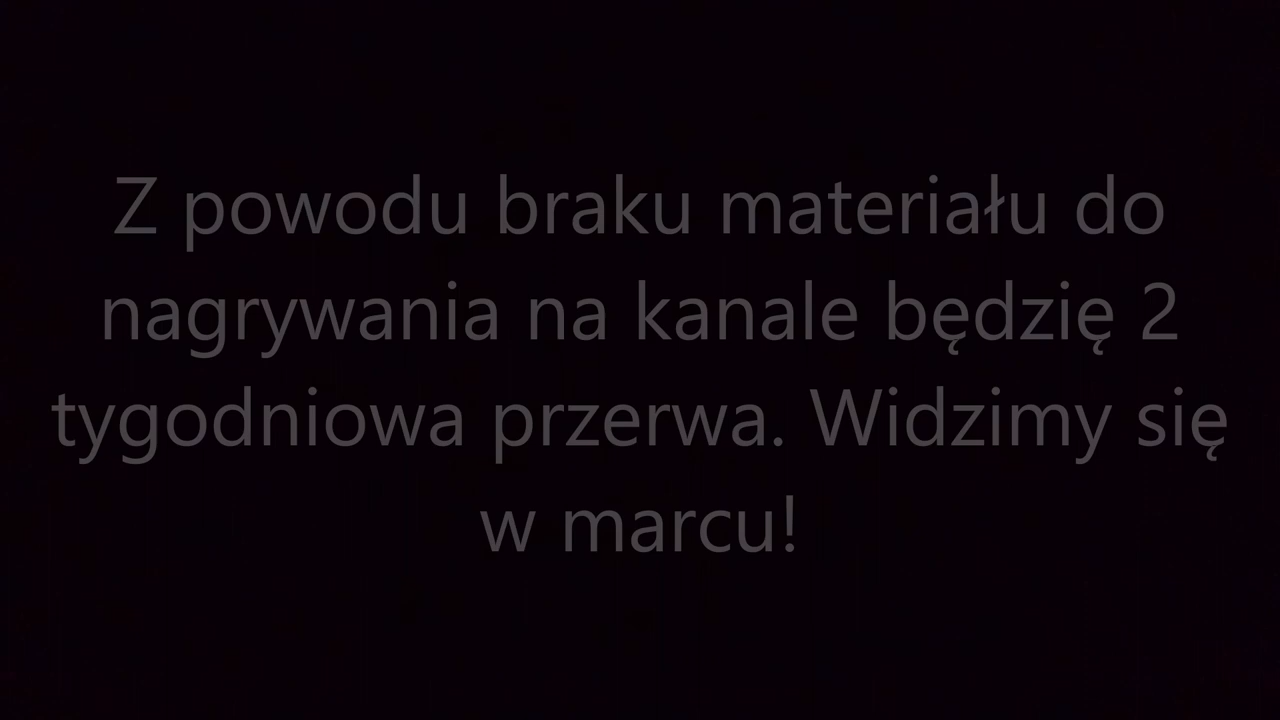 Z powodu braku materiału do
nagrywania na kanale będzię 2
tygodniowa przerwa. Widzimy się
w marcu!